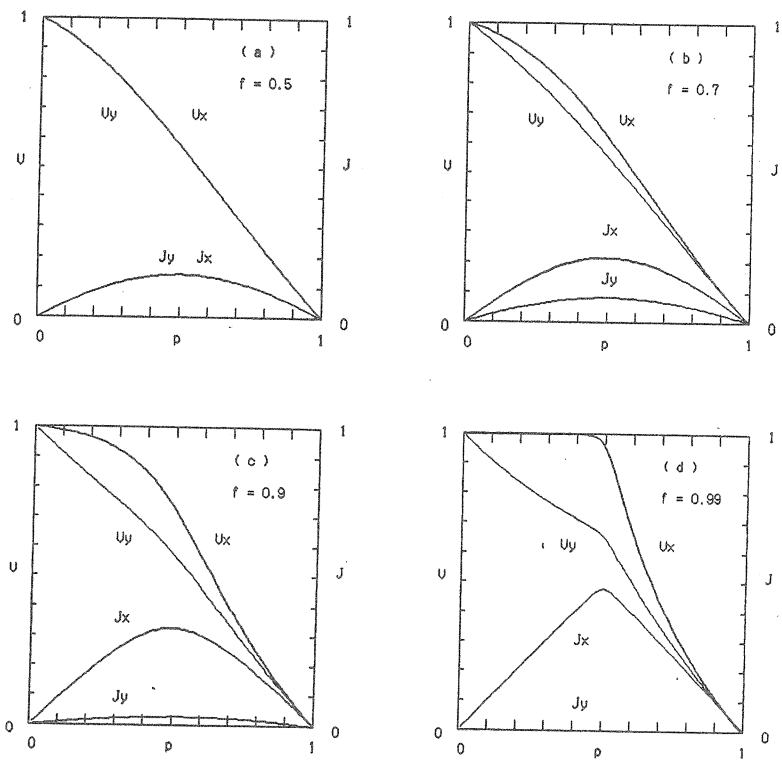 1 1
( a )
f = 0.5
Uy Ux
U J
Jy Jx
0 0
0 p 1
1 1
( b )
f = 0.7
Uy Ux
U J
Jx
Jy
0 0
0 p 1
1 1
( c )
f = 0.9
Uy Ux
U J
Jx
Jy
0 0
0 p 1
1 1
( d )
f = 0.99
Uy Ux
U J
Jx
Jy
0 0
0 p 1